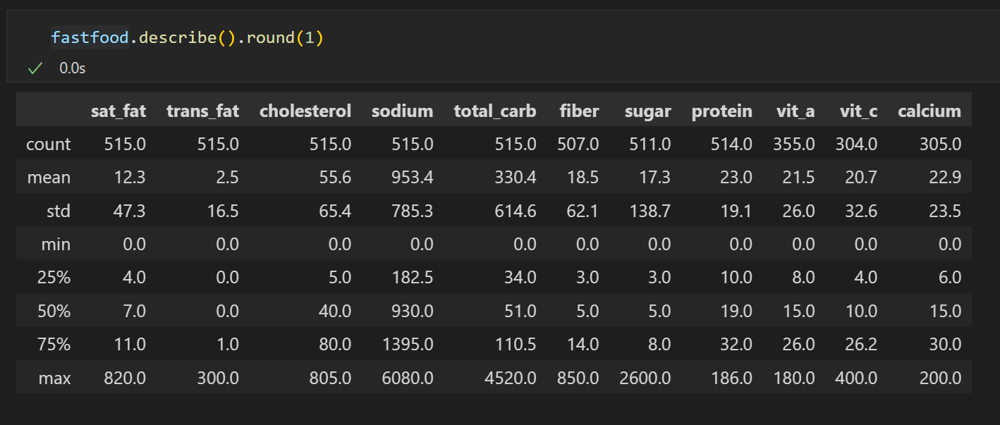 fastfood.describe().round(1)
0.0s
sat_fat trans_fat cholesterol sodium total_carb fiber sugar protein vit_a vit_c calcium
count 515.0 515.0 515.0 515.0 515.0 507.0 511.0 514.0 355.0 304.0 305.0
mean 12.3 2.5 55.6 953.4 330.4 18.5 17.3 23.0 21.5 20.7 22.9
std 47.3 16.5 65.4 785.3 614.6 62.1 138.7 19.1 26.0 32.6 23.5
min 0.0 0.0 0.0 0.0 0.0 0.0 0.0 0.0 0.0 0.0 0.0
25% 4.0 0.0 5.0 182.5 34.0 3.0 3.0 10.0 8.0 4.0 6.0
50% 7.0 0.0 40.0 930.0 51.0 5.0 5.0 19.0 15.0 10.0 15.0
75% 11.0 1.0 80.0 1395.0 110.5 14.0 8.0 32.0 26.0 26.2 30.0
max 820.0 300.0 805.0 6080.0 4520.0 850.0 2600.0 186.0 180.0 400.0 200.0